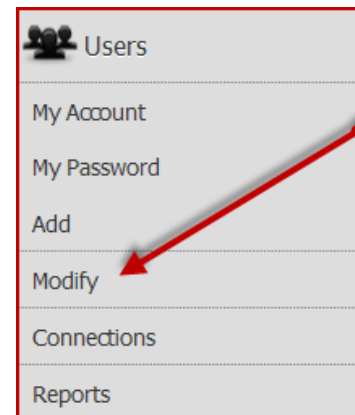 Users
My Account
My Password
Add
Modify
Connections
Reports